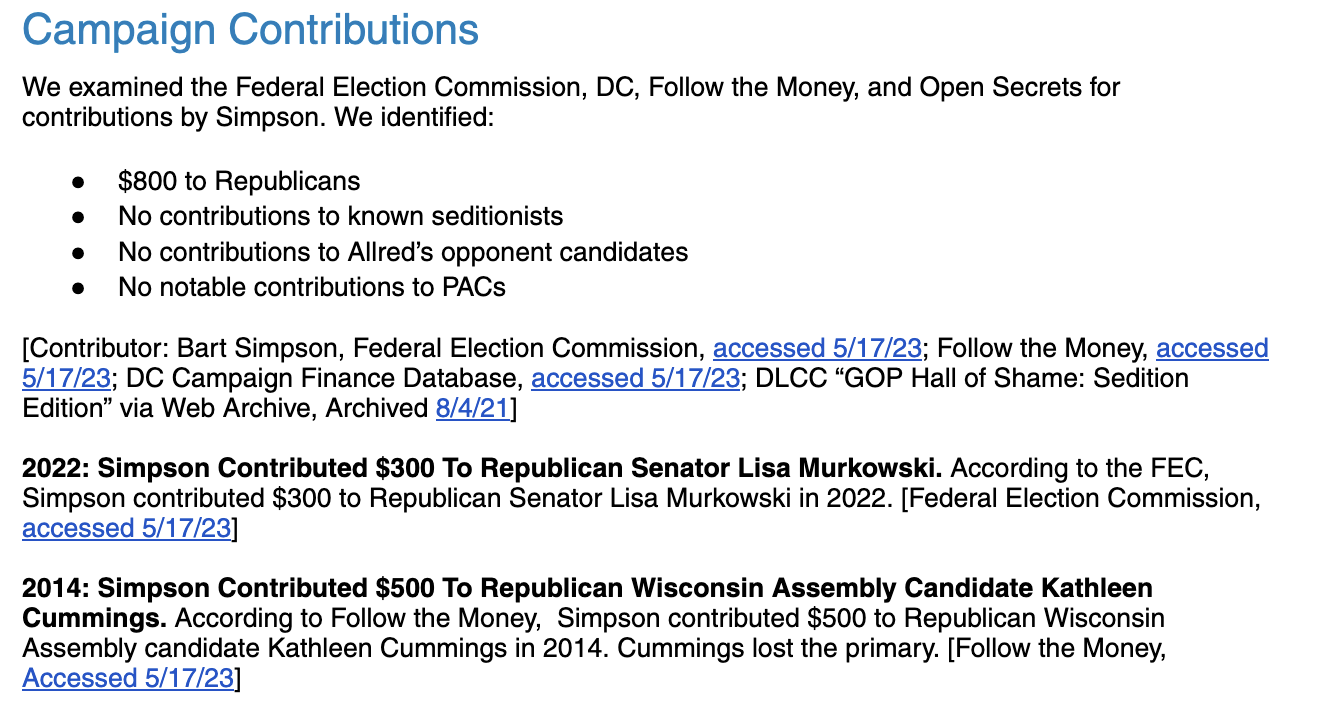 Campaign Contributions
We examined the Federal Election Commission, DC, Follow the Money, and Open Secrets for
contributions by Simpson. We identified:
● $800 to Republicans
● No contributions to known seditionists
● No contributions to Allred’s opponent candidates
● No notable contributions to PACs
[Contributor: Bart Simpson, Federal Election Commission, accessed 5/17/23; Follow the Money, accessed
5/17/23; DC Campaign Finance Database, accessed 5/17/23; DLCC “GOP Hall of Shame: Sedition
Edition” via Web Archive, Archived 8/4/21]
2022: Simpson Contributed $300 To Republican Senator Lisa Murkowski. According to the FEC,
Simpson contributed $300 to Republican Senator Lisa Murkowski in 2022. [Federal Election Commission,
accessed 5/17/23]
2014: Simpson Contributed $500 To Republican Wisconsin Assembly Candidate Kathleen
Cummings. According to Follow the Money,  Simpson contributed $500 to Republican Wisconsin
Assembly candidate Kathleen Cummings in 2014. Cummings lost the primary. [Follow the Money,
Accessed 5/17/23]